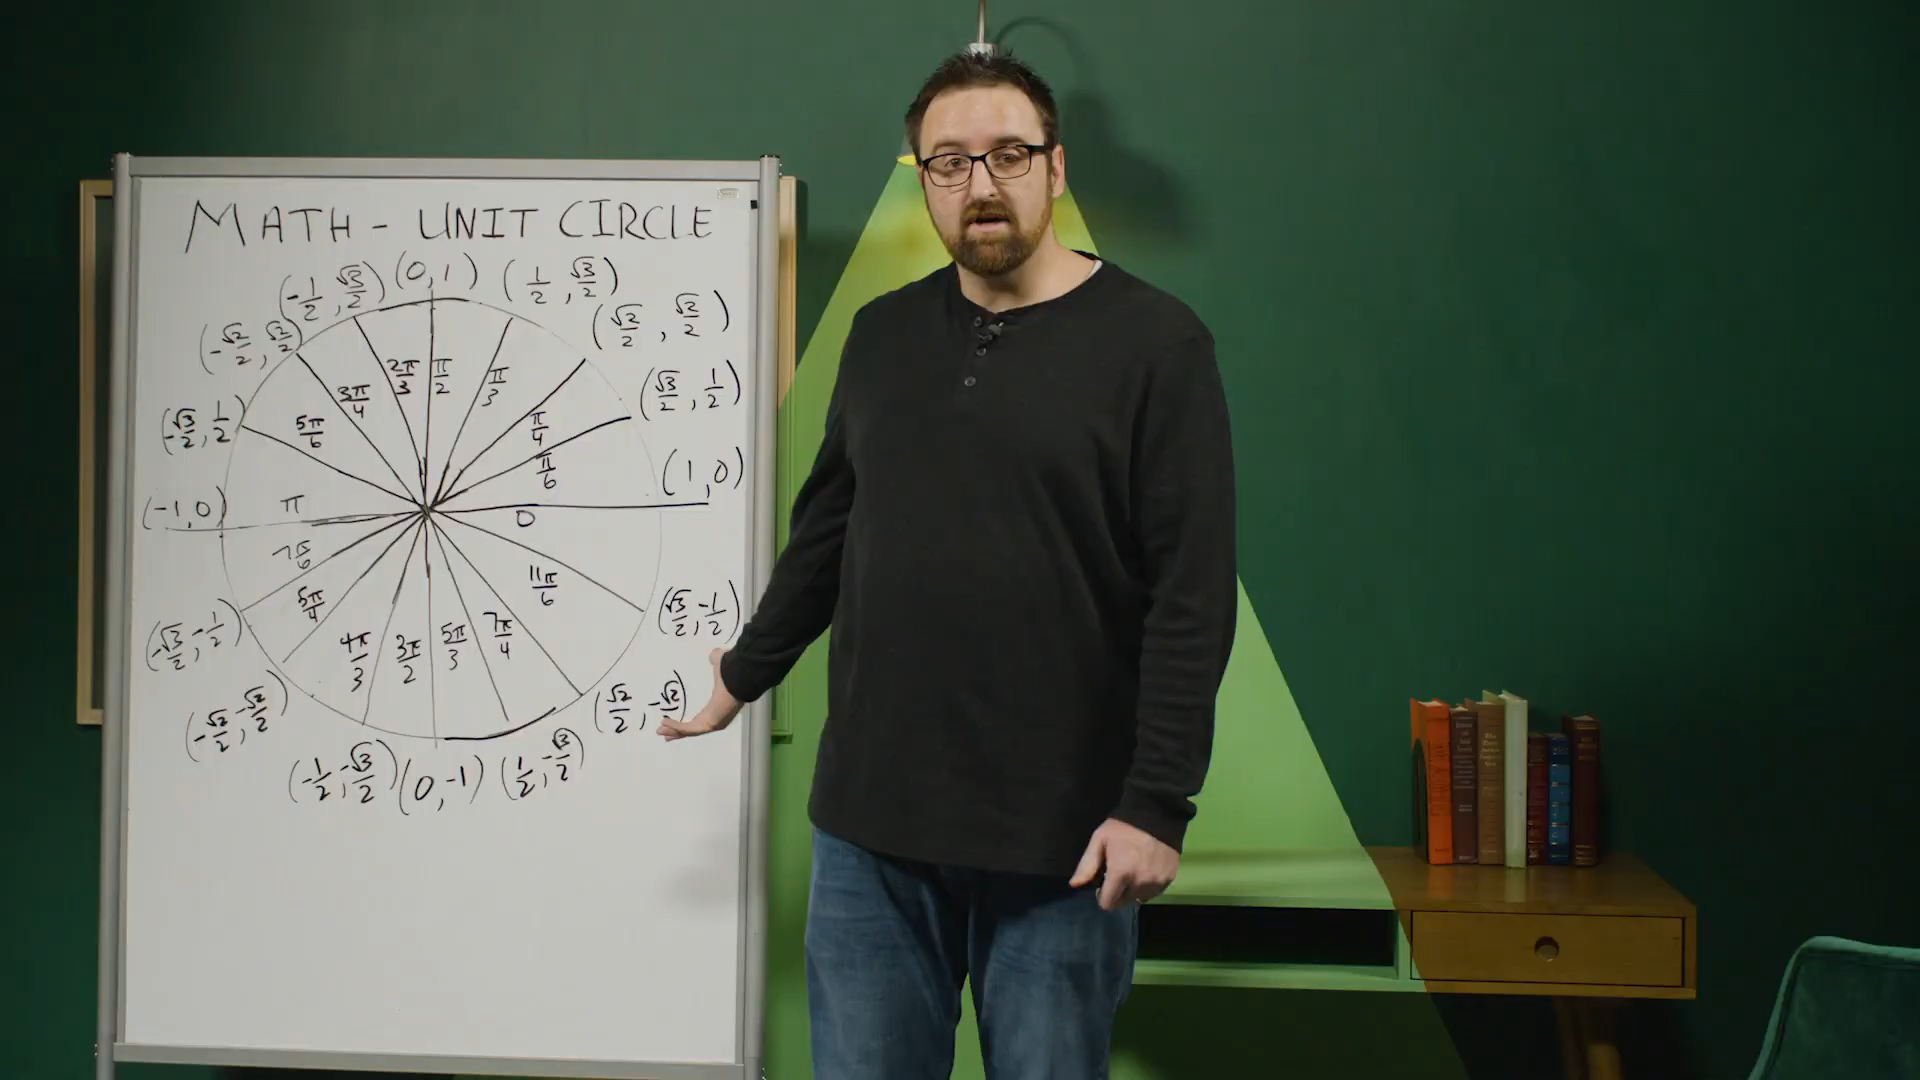 MATH - UNIT CIRCLE
(-1/2, √3/2) (0, 1) (1/2, √3/2)
(-√2/2, √2/2) (√2/2, √2/2)
(-√3/2, 1/2) (√3/2, 1/2)
3π/4 2π/3 π/2 π/3
5π/6 π/4
π/6
(-1, 0) π 0 (1, 0)
7π/6 11π/6
5π/4
4π/3 3π/2 5π/3 7π/4
(-√3/2, -1/2) (√3/2, -1/2)
(-√2/2, -√2/2) (√2/2, -√2/
(-1/2, -√3/2) (0, -1) (1/2, -√3/2)